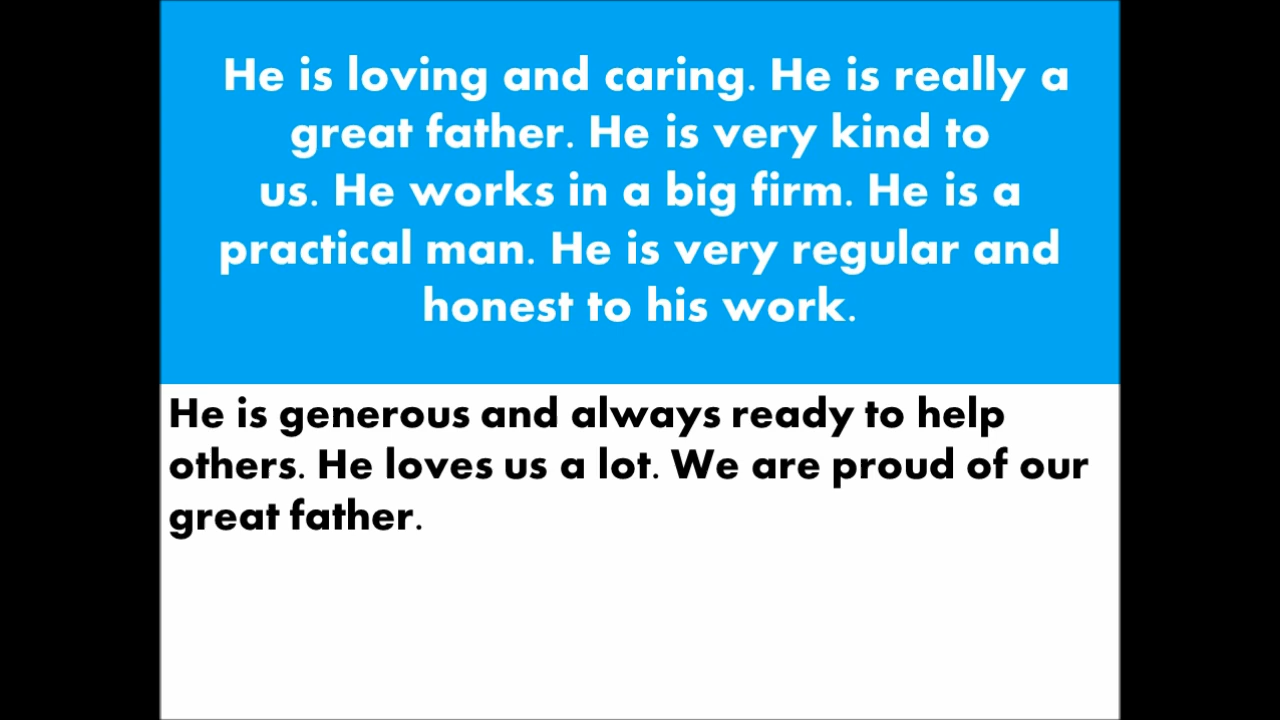 He is loving and caring. He is really a
great father. He is very kind to
us. He works in a big firm. He is a
practical man. He is very regular and
honest to his work.
He is generous and always ready to help
others. He loves us a lot. We are proud of our
great father.